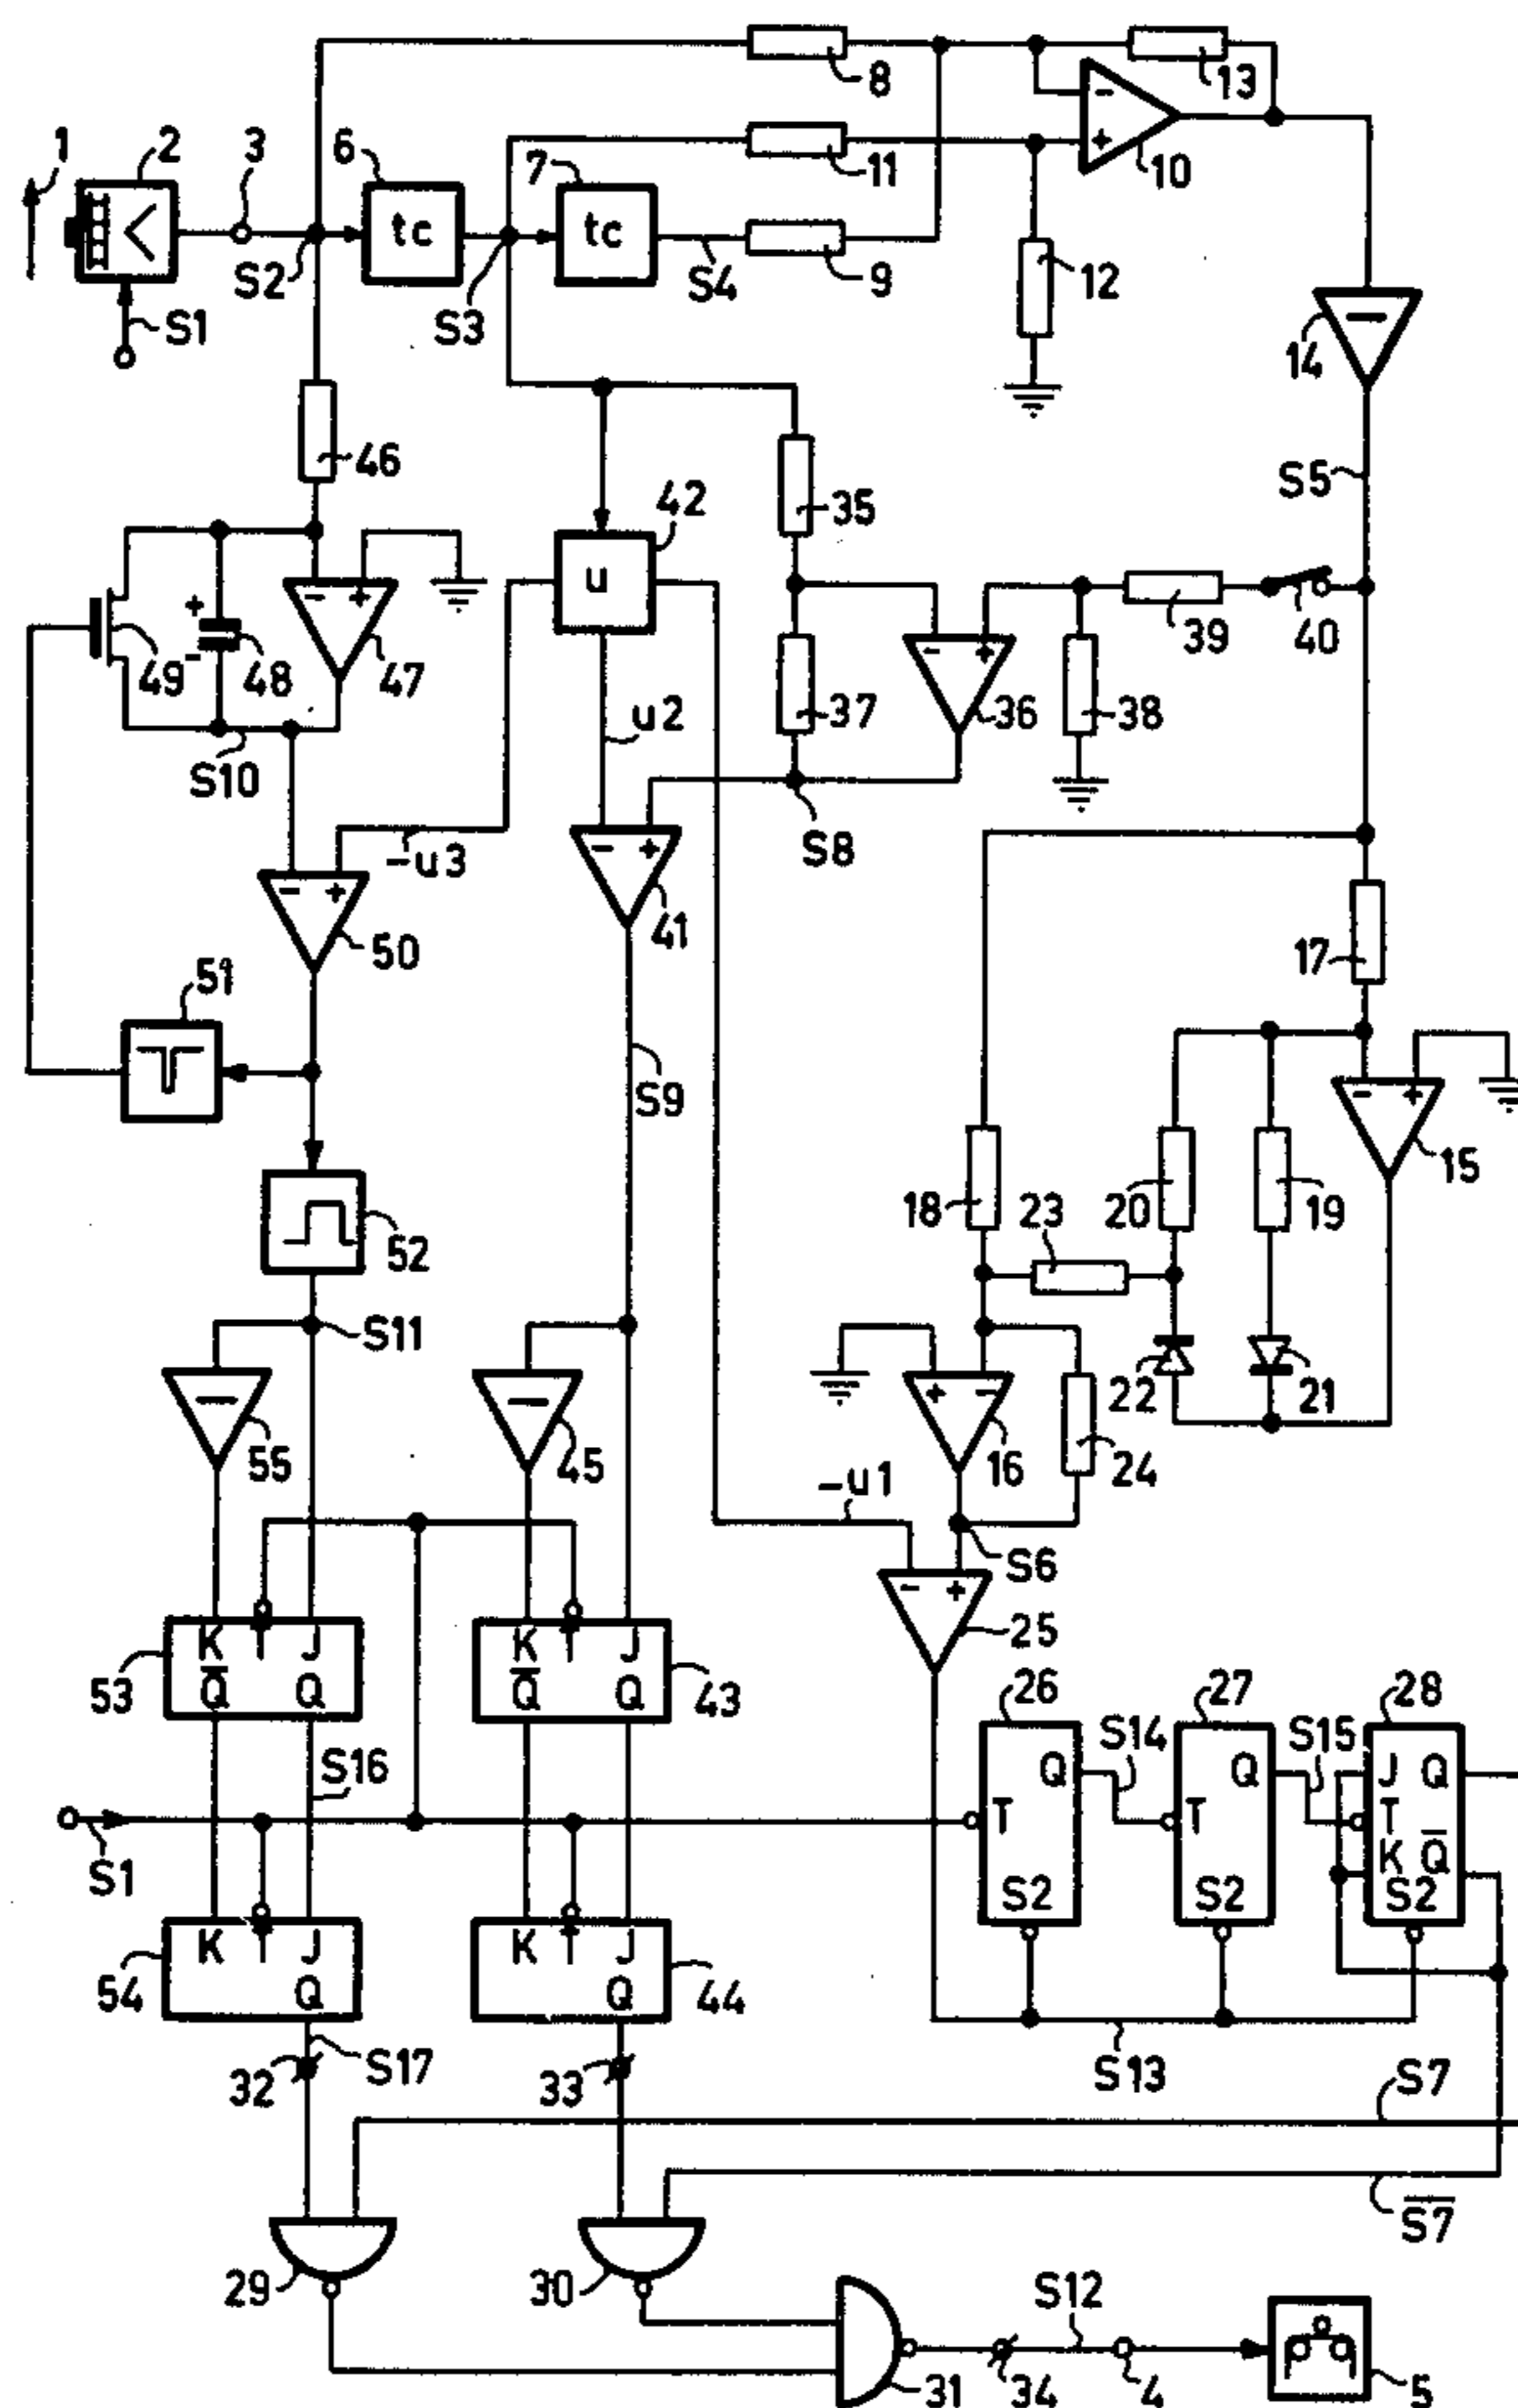 8
13
- +
10
1
2
3
6
7
11
tc
tc
S2
S3
S4
9
12
S1
14
46
S5
42
35
u
- +
+
-
49
48
47
- +
36
37
38
39
40
u2
S10
-u3
S8
- +
50
- +
41
17
51
S9
- +
15
18
23
20
19
52
S11
22
21
+ -
16
24
55
45
-u1
S6
- +
25
K J
Q̅ Q
53
K J
Q̅ Q
43
26
27
28
S16
Q
S14
Q
S15
J Q
T
T
T
K Q̅
S2
S2
S2
S1
K J
Q
54
K J
Q
44
32
S17
33
S13
S7
S̅7̅
29
30
S12
31
34
4
5